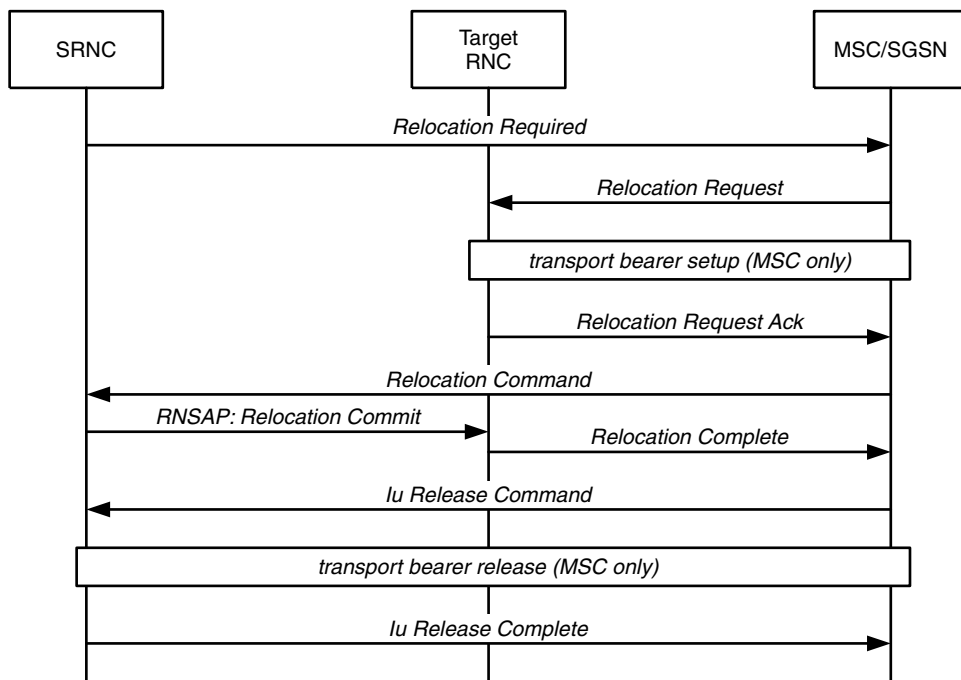 SRNC
Target
RNC
MSC/SGSN
Relocation Required
Relocation Request
transport bearer setup (MSC only)
Relocation Request Ack
Relocation Command
RNSAP: Relocation Commit
Relocation Complete
Iu Release Command
transport bearer release (MSC only)
Iu Release Complete